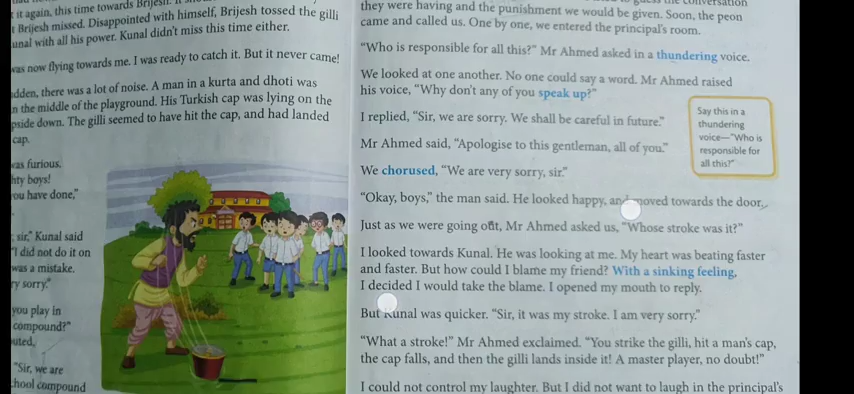 it again, this time towards Brijesh.
Brijesh missed. Disappointed with himself, Brijesh tossed the gilli
with all his power. Kunal didn't miss this time either.
was now flying towards me. I was ready to catch it. But it never came!
there was a lot of noise. A man in a kurta and dhoti was
the middle of the playground. His Turkish cap was lying on the
down. The gilli seemed to have hit the cap, and had landed
cap.
was furious.
boys!
you have done,"
sir," Kunal said
"I did not do it on
was a mistake.
sorry."
you play in
compound?"
"Sir, we are
compound
they were having and the punishment we would be given. Soon, the peon
came and called us. One by one, we entered the principal's room.
"Who is responsible for all this?" Mr Ahmed asked in a thundering voice.
We looked at one another. No one could say a word. Mr Ahmed raised
his voice, "Why don't any of you speak up?"
I replied, "Sir, we are sorry. We shall be careful in future."
Mr Ahmed said, "Apologise to this gentleman, all of you."
We chorused, "We are very sorry, sir."
"Okay, boys," the man said. He looked happy, and moved towards the door.
Just as we were going out, Mr Ahmed asked us, "Whose stroke was it?"
I looked towards Kunal. He was looking at me. My heart was beating faster
and faster. But how could I blame my friend? With a sinking feeling,
I decided I would take the blame. I opened my mouth to reply.
But Kunal was quicker. "Sir, it was my stroke. I am very sorry."
"What a stroke!" Mr Ahmed exclaimed. "You strike the gilli, hit a man's cap,
the cap falls, and then the gilli lands inside it! A master player, no doubt!"
I could not control my laughter. But I did not want to laugh in the principal's
Say this in a
thundering
voice—"Who is
responsible for
all this?"